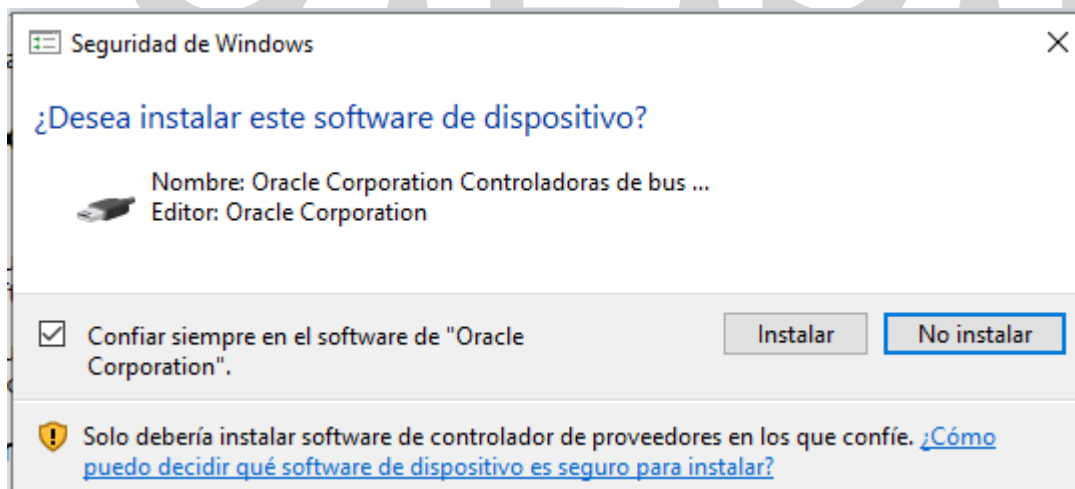 Seguridad de Windows
¿Desea instalar este software de dispositivo?
Nombre: Oracle Corporation Controladoras de bus ...
Editor: Oracle Corporation
Confiar siempre en el software de "Oracle
Corporation".
Instalar
No instalar
Solo debería instalar software de controlador de proveedores en los que confíe. ¿Cómo
puedo decidir qué software de dispositivo es seguro para instalar?